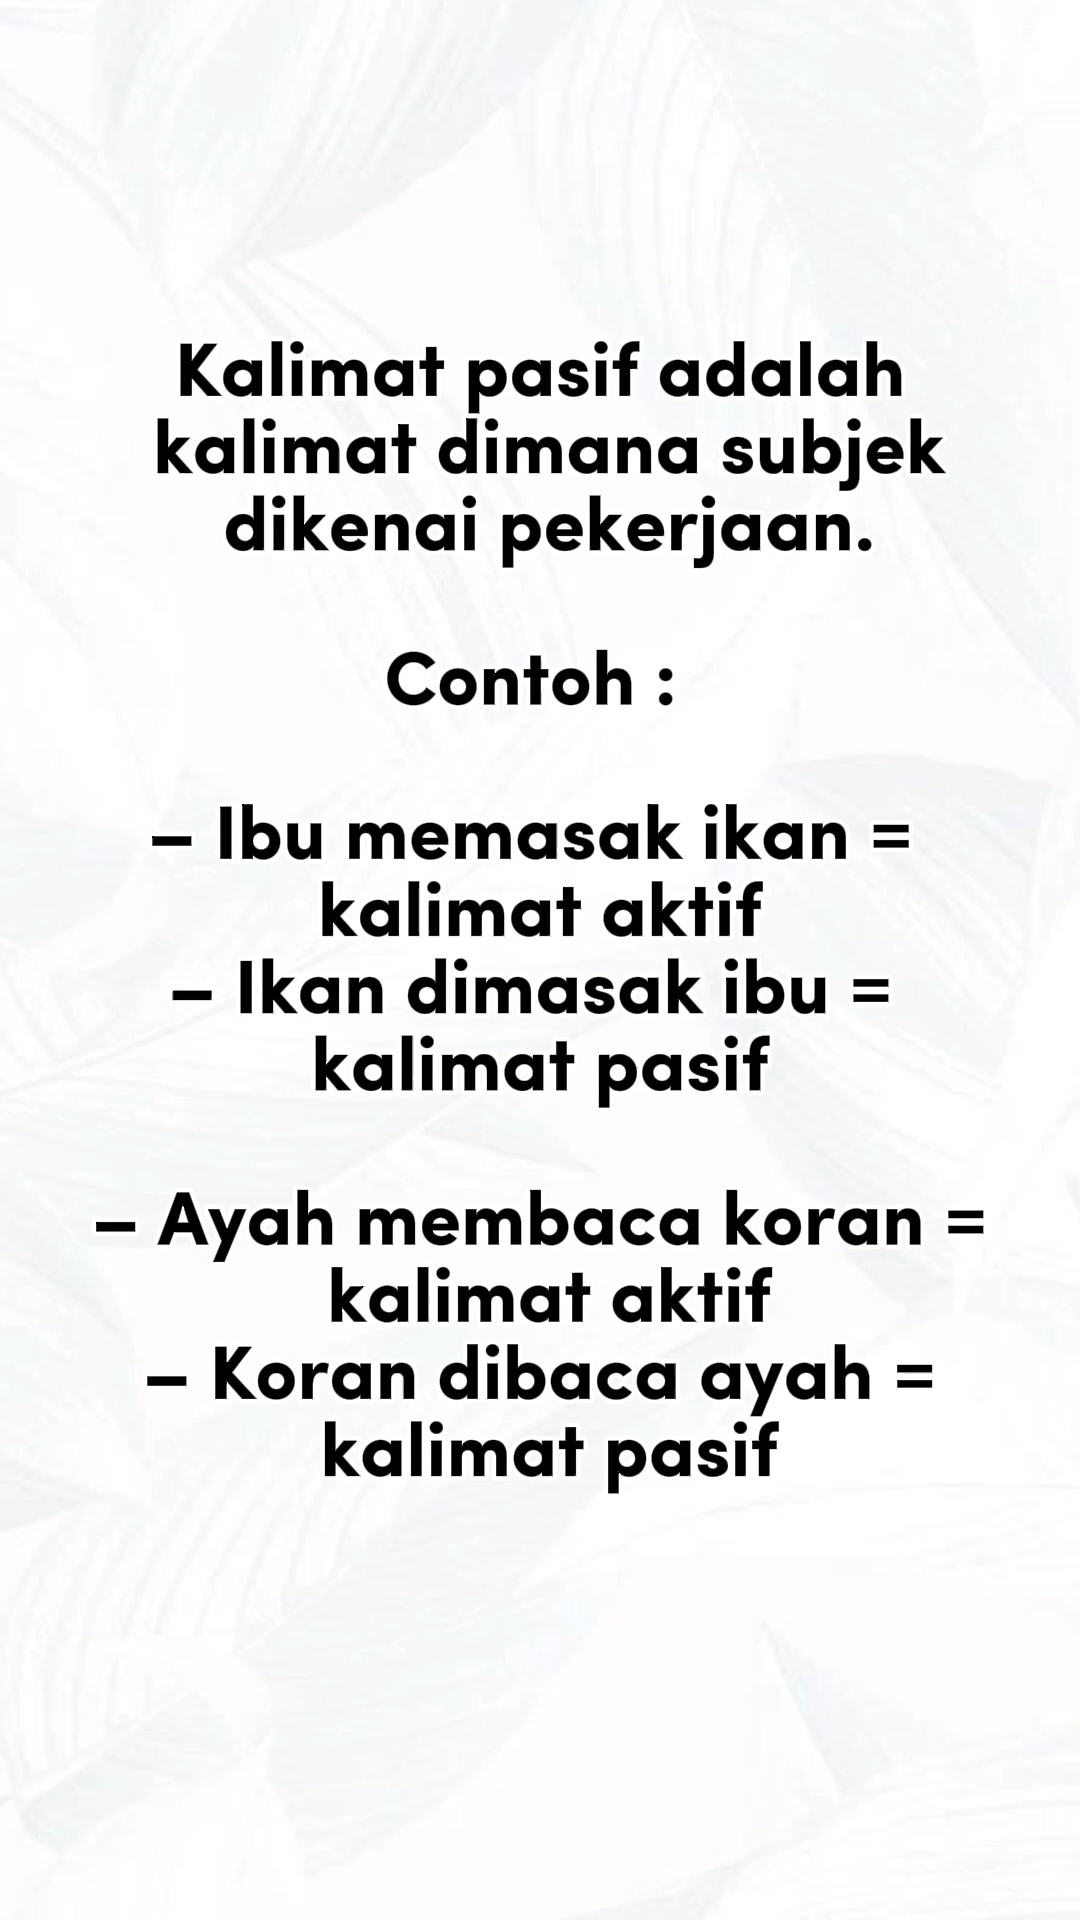 Kalimat pasif adalah
kalimat dimana subjek
dikenai pekerjaan.
Contoh :
– Ibu memasak ikan =
kalimat aktif
– Ikan dimasak ibu =
kalimat pasif
– Ayah membaca koran =
kalimat aktif
– Koran dibaca ayah =
kalimat pasif